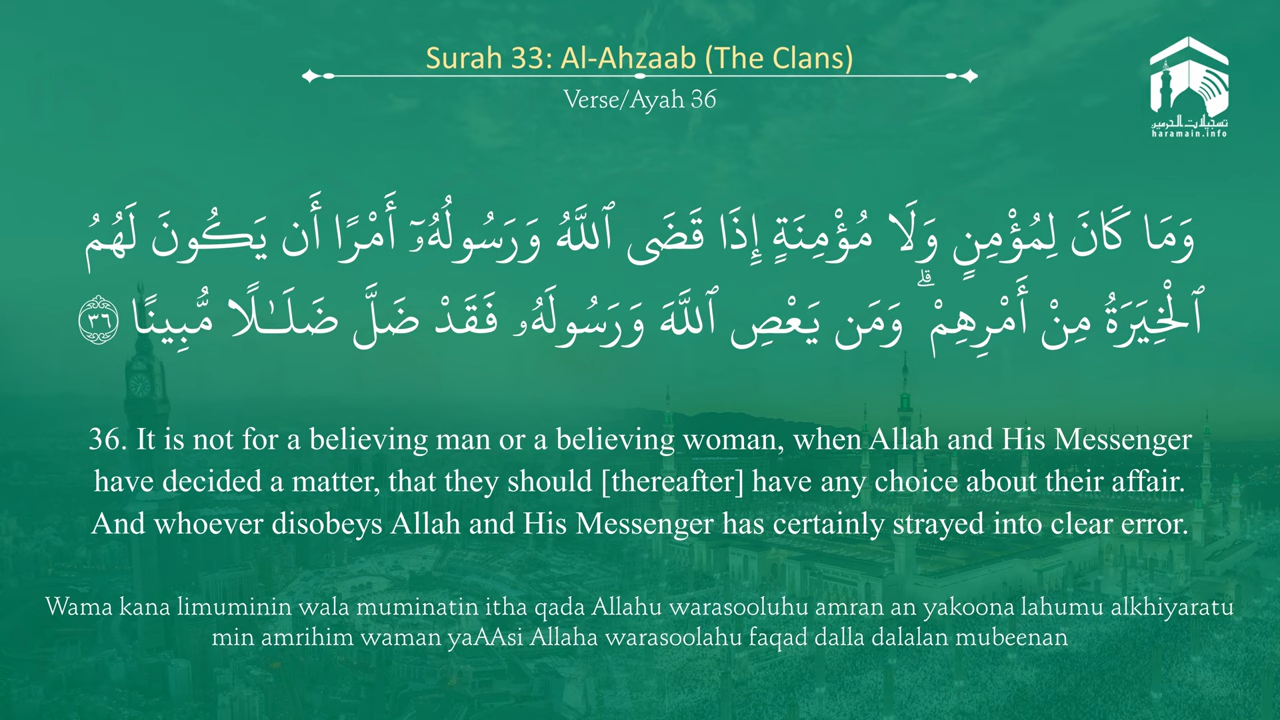 Surah 33: Al-Ahzaab (The Clans)
Verse/Ayah 36
تسجيلات الحرمين
haramain.info
وَمَا كَانَ لِمُؤْمِنٍ وَلَا مُؤْمِنَةٍ إِذَا قَضَى ٱللَّهُ وَرَسُولُهُۥٓ أَمْرًا أَن يَكُونَ لَهُمُ
ٱلْخِيَرَةُ مِنْ أَمْرِهِمْ ۗ وَمَن يَعْصِ ٱللَّهَ وَرَسُولَهُۥ فَقَدْ ضَلَّ ضَلَـٰلًا مُّبِينًا ٣٦
36. It is not for a believing man or a believing woman, when Allah and His Messenger
have decided a matter, that they should [thereafter] have any choice about their affair.
And whoever disobeys Allah and His Messenger has certainly strayed into clear error.
Wama kana limuminin wala muminatin itha qada Allahu warasooluhu amran an yakoona lahumu alkhiyaratu
min amrihim waman yaAAsi Allaha warasoolahu faqad dalla dalalan mubeenan